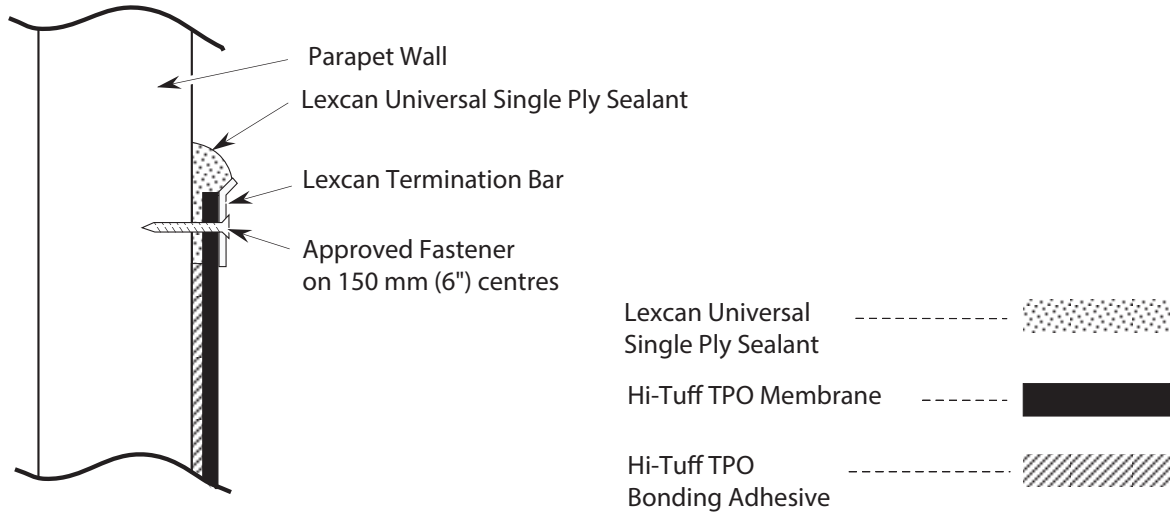 Parapet Wall
Lexcan Universal Single Ply Sealant
Lexcan Termination Bar
Approved Fastener
on 150 mm (6") centres
Lexcan Universal
Single Ply Sealant
Hi-Tuff TPO Membrane
Hi-Tuff TPO
Bonding Adhesive